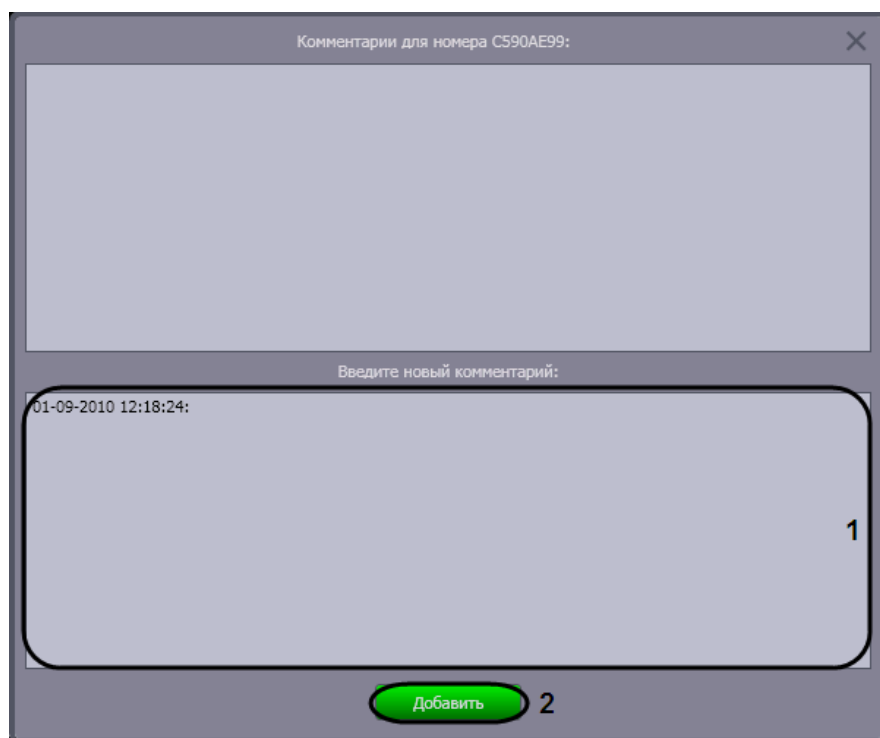 Комментарии для номера C590AE99:
Введите новый комментарий:
01-09-2010 12:18:24:
1
Добавить 2